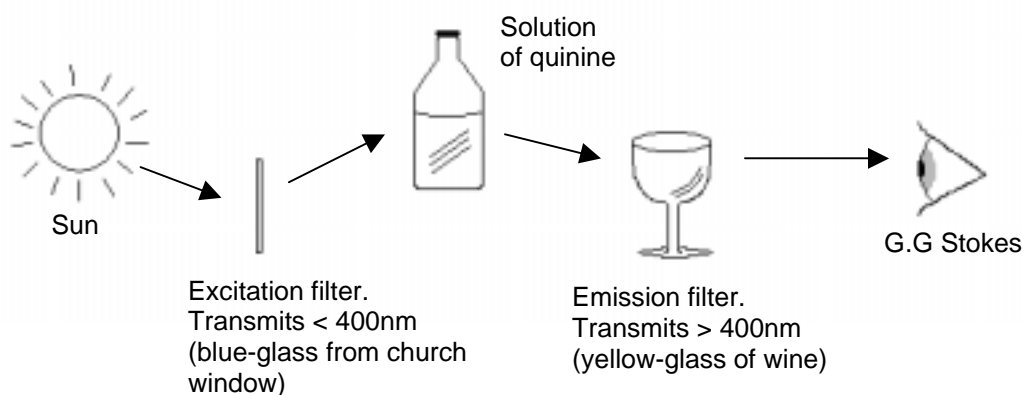 Solution
of quinine
Sun
G.G Stokes
Excitation filter.
Transmits < 400nm
(blue-glass from church
window)
Emission filter.
Transmits > 400nm
(yellow-glass of wine)